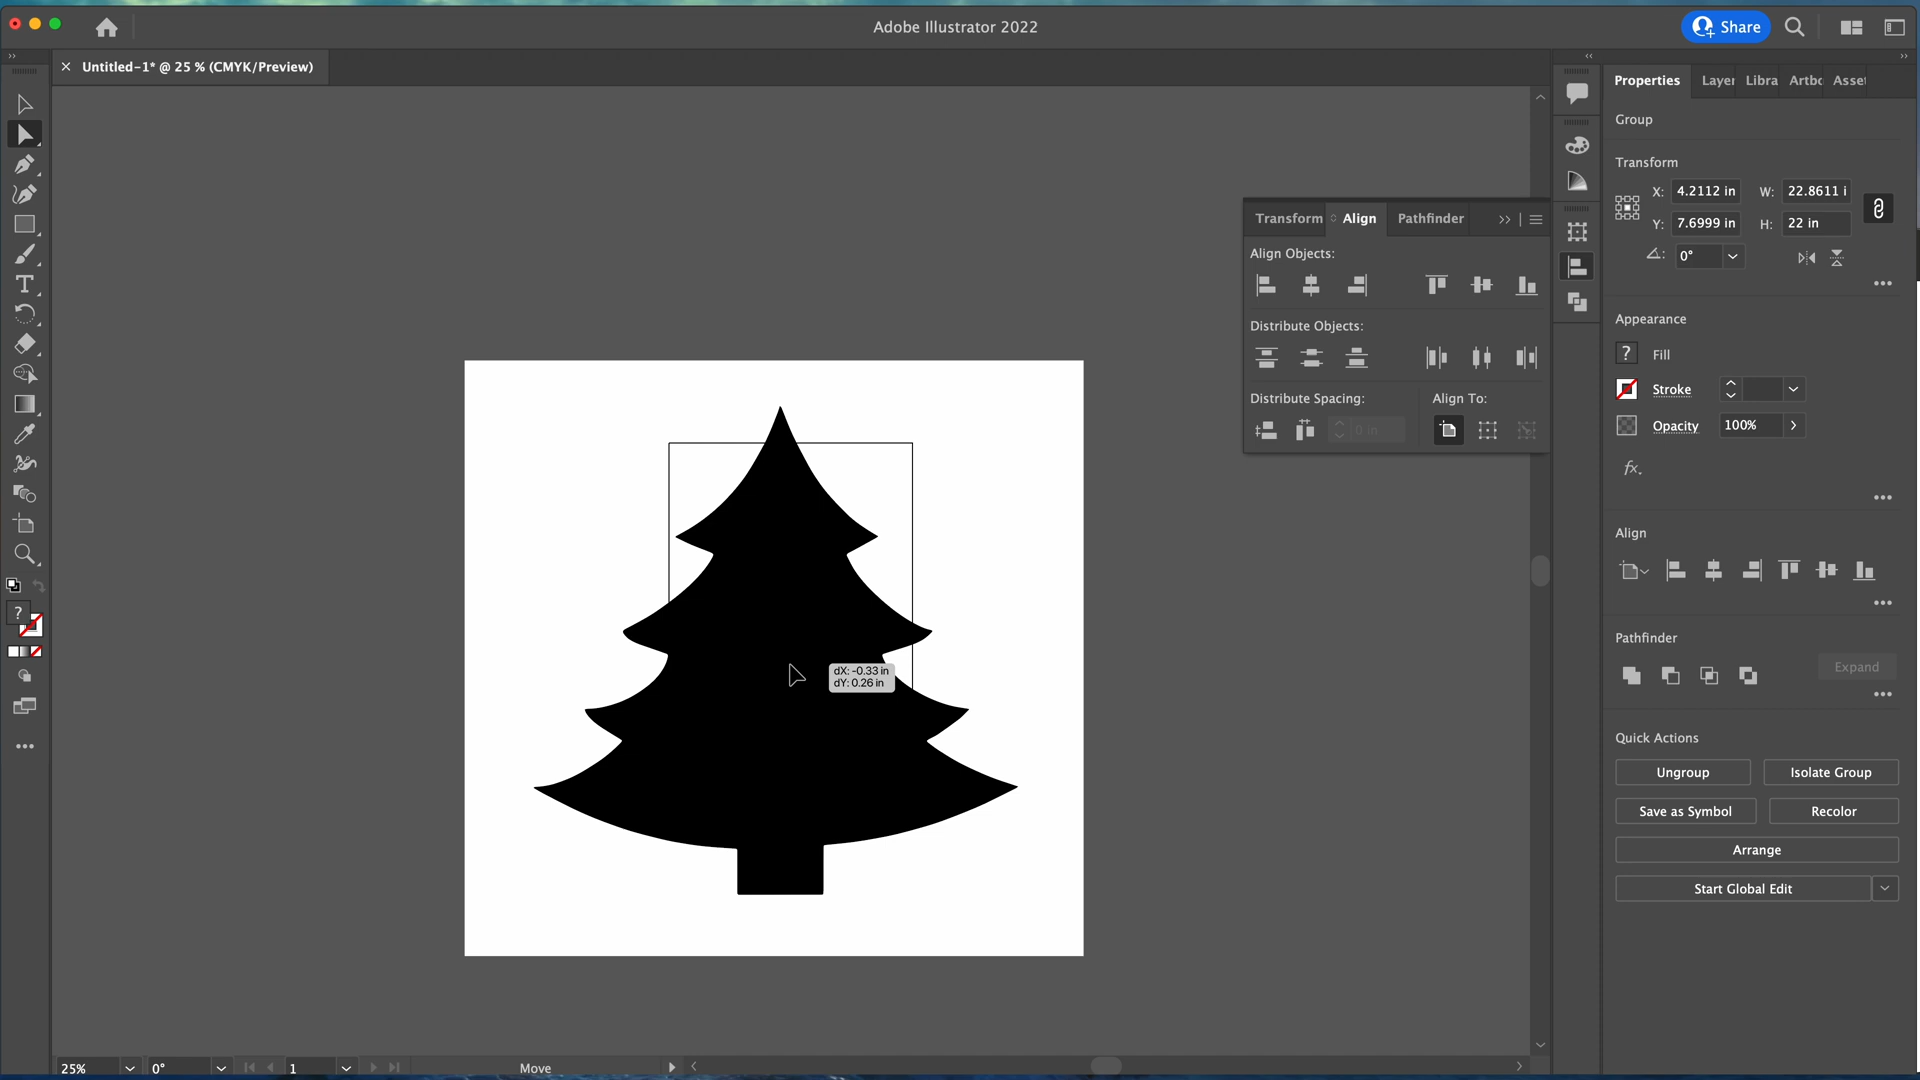 Adobe Illustrator 2022
Share
Untitled-1* @ 25 % (CMYK/Preview)
Properties
Layer
Libra
Artbo
Asset
Group
Transform
X: 4.2112 in
W: 22.8611 i
Y: 7.6999 in
H: 22 in
0°
Transform
Align
Pathfinder
Align Objects:
Distribute Objects:
Distribute Spacing:
Align To:
0 in
Appearance
? Fill
Stroke
Opacity
100%
fx.
Align
Pathfinder
Expand
dX: -0.33 in
dY: 0.26 in
?
Quick Actions
Ungroup
Isolate Group
Save as Symbol
Recolor
Arrange
Start Global Edit
25%
0°
1
Move